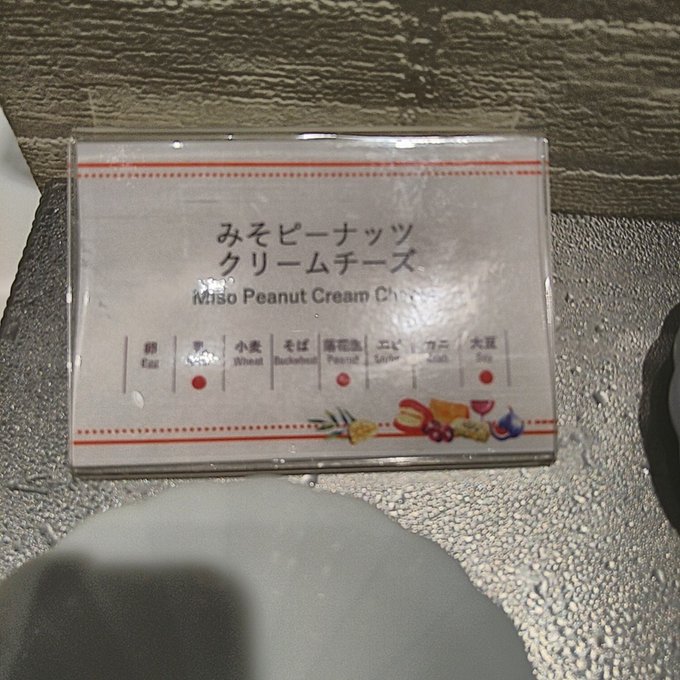 みそピーナッツ
クリームチーズ
Miso Peanut Cream
卵 乳 小麦 そば 落花生 エビ カニ 大豆
Egg Wheat Buckwheat Peanut Soy